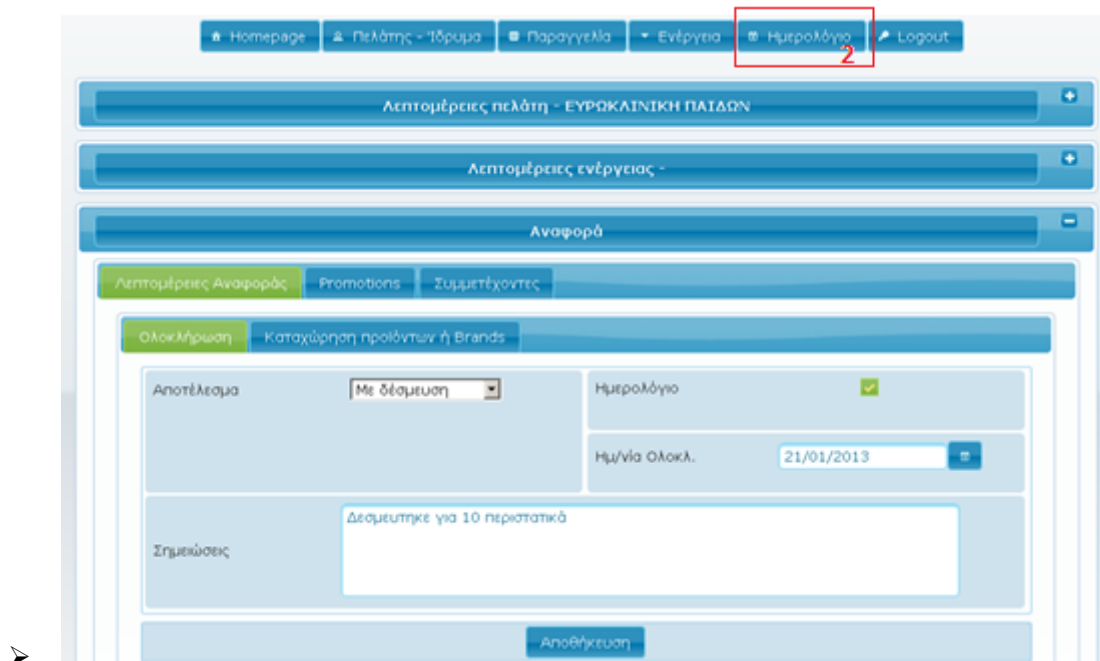 Homepage Πελάτης - Ίδρυμα Παραγγελία Ενέργεια Ημερολόγιο Logout
2
Λεπτομέρειες πελάτη - ΕΥΡΩΚΛΙΝΙΚΗ ΠΑΙΔΩΝ
Λεπτομέρειες ενέργειας -
Αναφορά
Λεπτομέρειες Αναφοράς Promotions Συμμετέχοντες
Ολοκλήρωση Καταχώρηση προϊόντων ή Brands
Αποτέλεσμα Με δέσμευση Ημερολόγιο
Ημ/νία Ολοκλ. 21/01/2013
Δεσμευτηκε για 10 περιστατικά
Σημειώσεις
Αποθήκευση